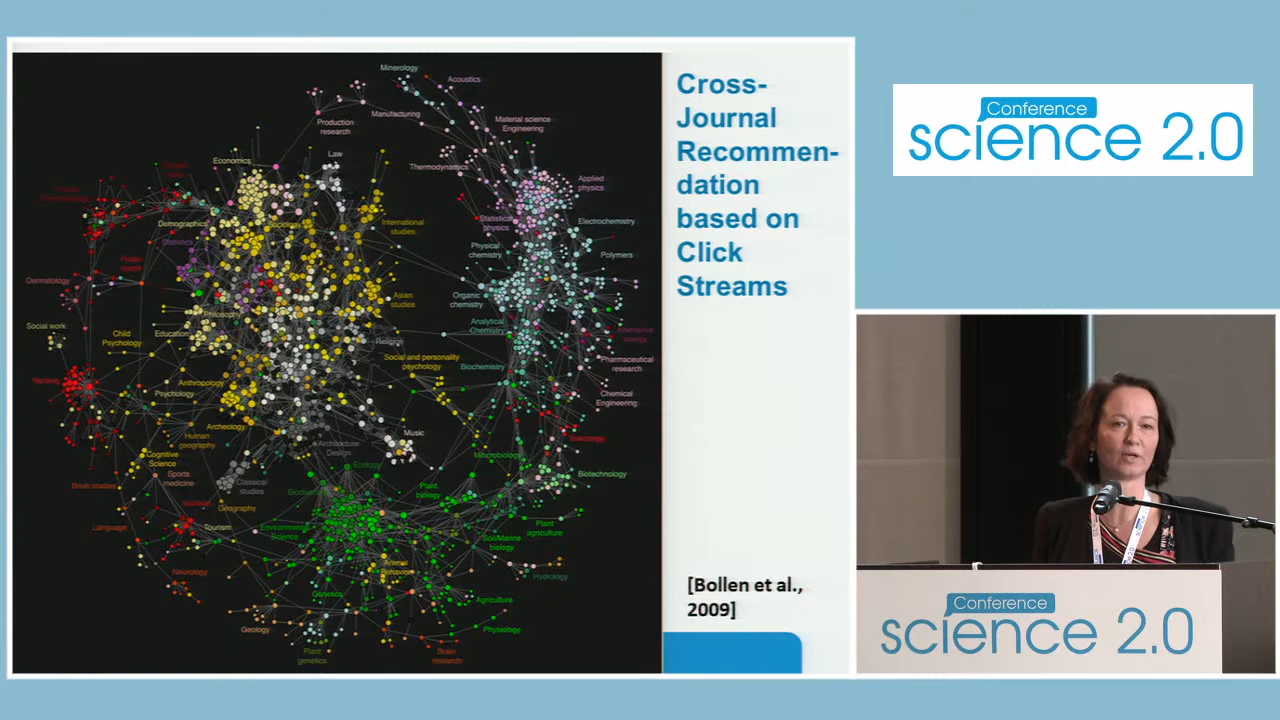 Minerology
Acoustics
Manufacturing
Production
research
Material science
Engineering
Law
Economics
Thermodynamics
Applied
physics
Demographics
Sociology
International
studies
Statistical
physics
Electrochemistry
Statistics
Physical
chemistry
Polymers
Public
Dermatology
Organic
chemistry
Asian
studies
Philosophy
Social work
Child
Psychology
Education
Analytical
Chemistry
Alternative
energy
Religion
Social and personality
psychology
Biochemistry
Pharmaceutical
research
Nursing
Anthropology
Psychology
Chemical
Engineering
Archeology
Human
geography
Music
Toxicology
Architecture
Design
Cognitive
Science
Microbiology
Ecology
Sports
medicine
Biotechnology
Brain studies
Classical
studies
Plant
biology
Nutrition
Geography
Language
Tourism
Environmental
Science
Plant
agriculture
Soil/Marine
biology
Neurology
Animal
Behavior
Hydrology
Genetics
Agriculture
Geology
Physiology
Plant
genetics
Brain
research
Cross-
Journal
Recommen-
dation
based on
Click
Streams
[Bollen et al.,
2009]
Conference
science 2.0
Conference
science 2.0